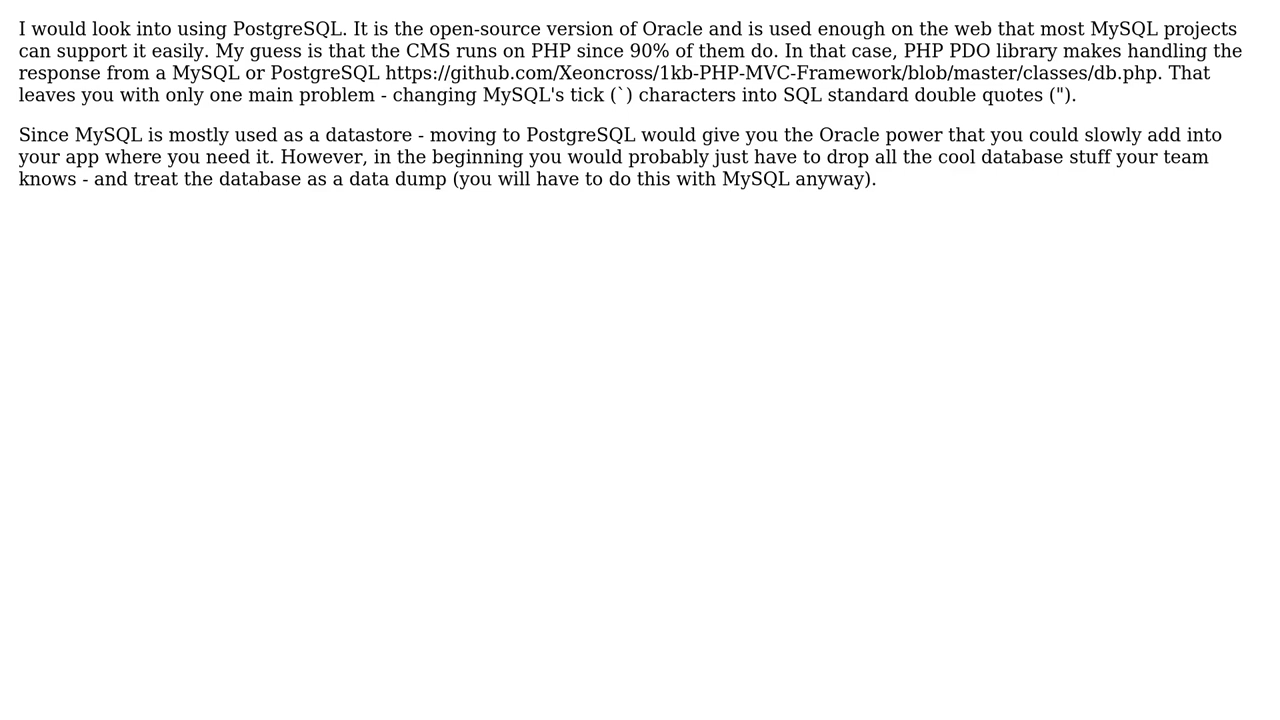 I would look into using PostgreSQL. It is the open-source version of Oracle and is used enough on the web that most MySQL projects
can support it easily. My guess is that the CMS runs on PHP since 90% of them do. In that case, PHP PDO library makes handling the
response from a MySQL or PostgreSQL https://github.com/Xeoncross/1kb-PHP-MVC-Framework/blob/master/classes/db.php. That
leaves you with only one main problem - changing MySQL's tick (`) characters into SQL standard double quotes (").
Since MySQL is mostly used as a datastore - moving to PostgreSQL would give you the Oracle power that you could slowly add into
your app where you need it. However, in the beginning you would probably just have to drop all the cool database stuff your team
knows - and treat the database as a data dump (you will have to do this with MySQL anyway).